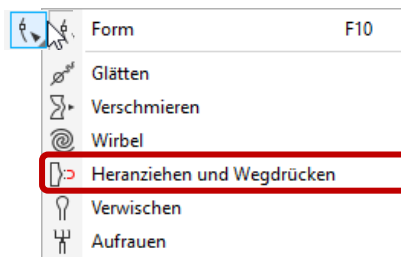 Form F10
Glätten
Verschmieren
Wirbel
Heranziehen und Wegdrücken
Verwischen
Aufrauen